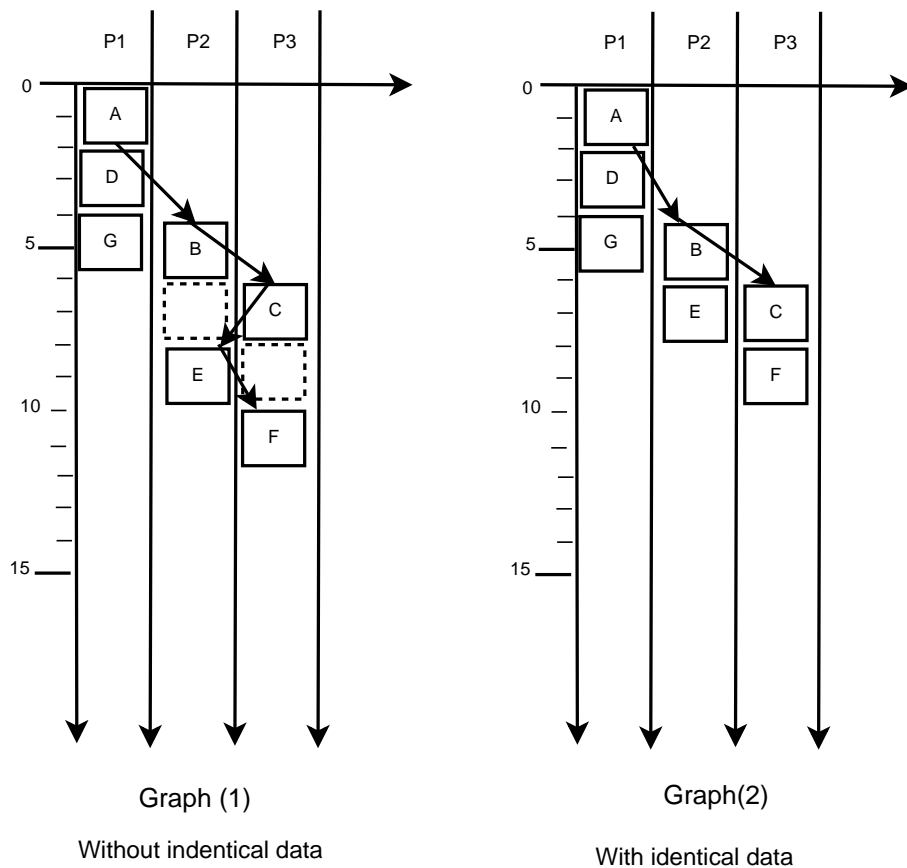 P1 P2 P3
0
A
D
G
5
B
C
E
10
F
15
Graph (1)
Without indentical data
P1 P2 P3
0
A
D
G
5
B
E
C
F
10
15
Graph(2)
With identical data